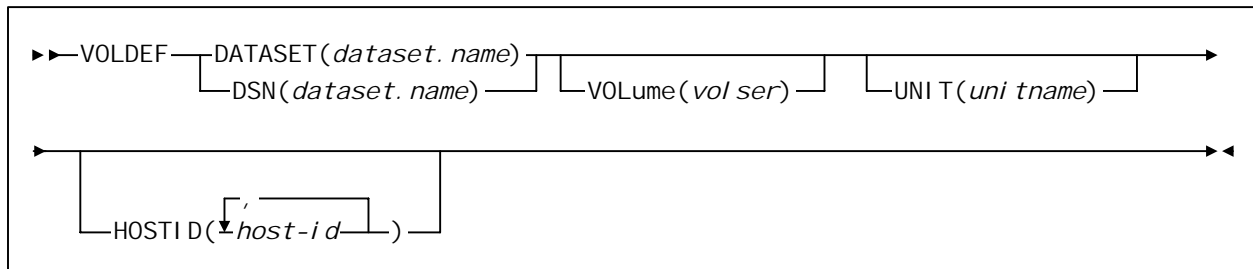 VOLDEF DATASET(dataset.name)
DSN(dataset.name) VOLume(volser) UNIT(unitname)
HOSTID( , host-id )